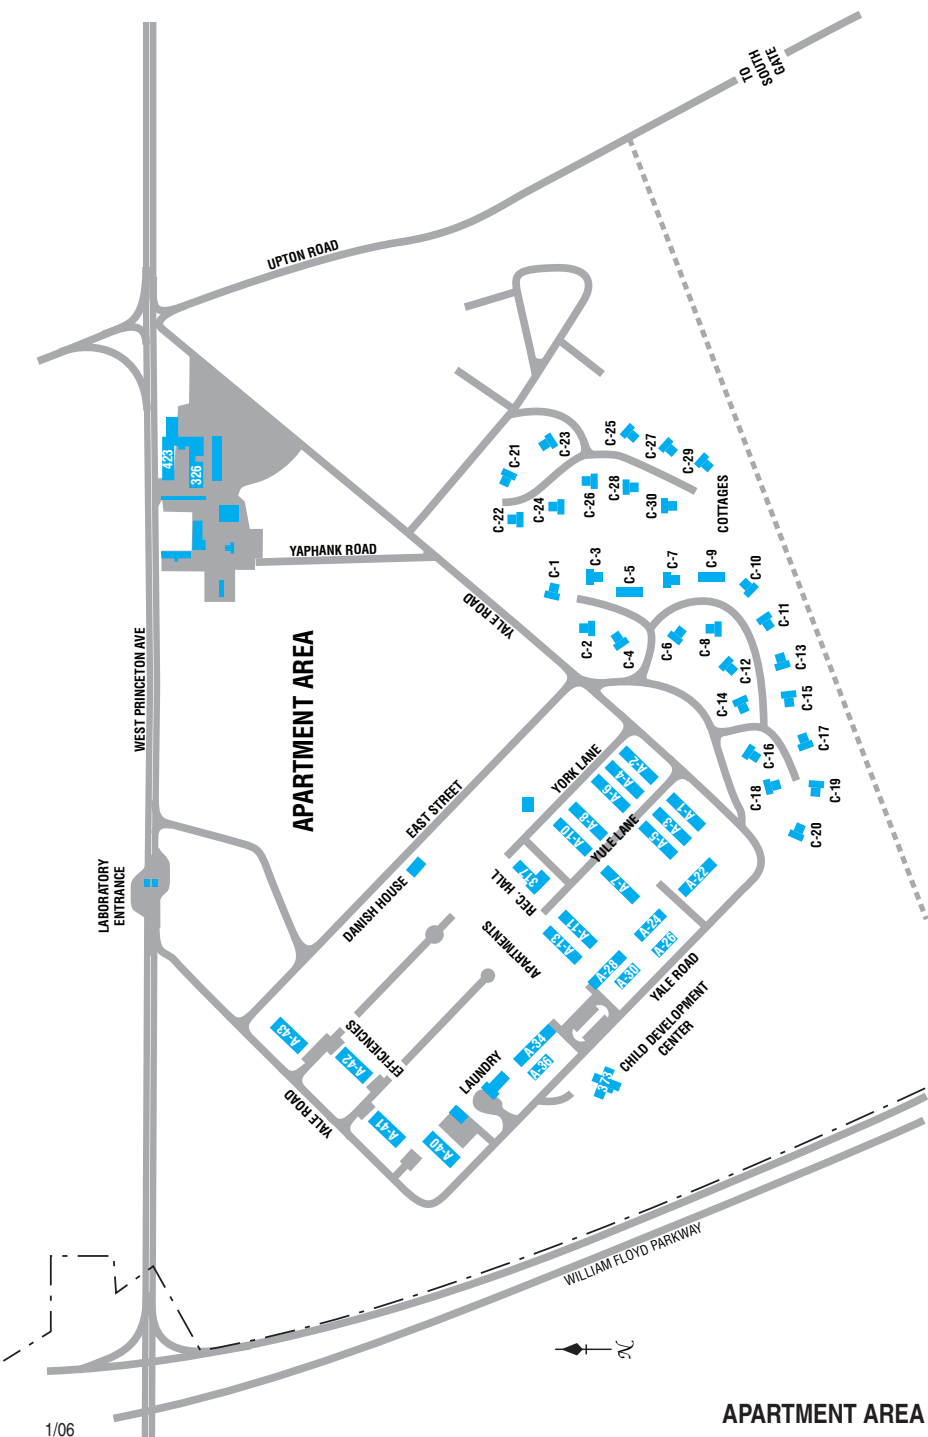 TO
SOUTH
GATE
UPTON ROAD
423
326
YAPHANK ROAD
WEST PRINCETON AVE
APARTMENT AREA
YALE ROAD
C-21
C-23
C-25
C-27
C-29
C-22
C-24
C-26
C-28
C-30
COTTAGES
C-1
C-3
C-5
C-7
C-9
C-10
C-11
C-2
C-4
C-6
C-8
C-12
C-13
C-14
C-15
C-16
C-17
C-18
C-19
C-20
LABORATORY
ENTRANCE
EAST STREET
DANISH HOUSE
YORK LANE
A-2
A-4
A-6
A-8
A-10
YULE LANE
A-1
A-3
A-5
A-7
317
REC. HALL
APARTMENTS
A-11
A-13
A-22
A-24
A-26
A-28
A-30
YALE ROAD
CHILD DEVELOPMENT
CENTER
373
A-34
A-36
LAUNDRY
EFFICIENCIES
A-43
A-42
A-41
A-40
YALE ROAD
WILLIAM FLOYD PARKWAY
N
APARTMENT AREA
1/06